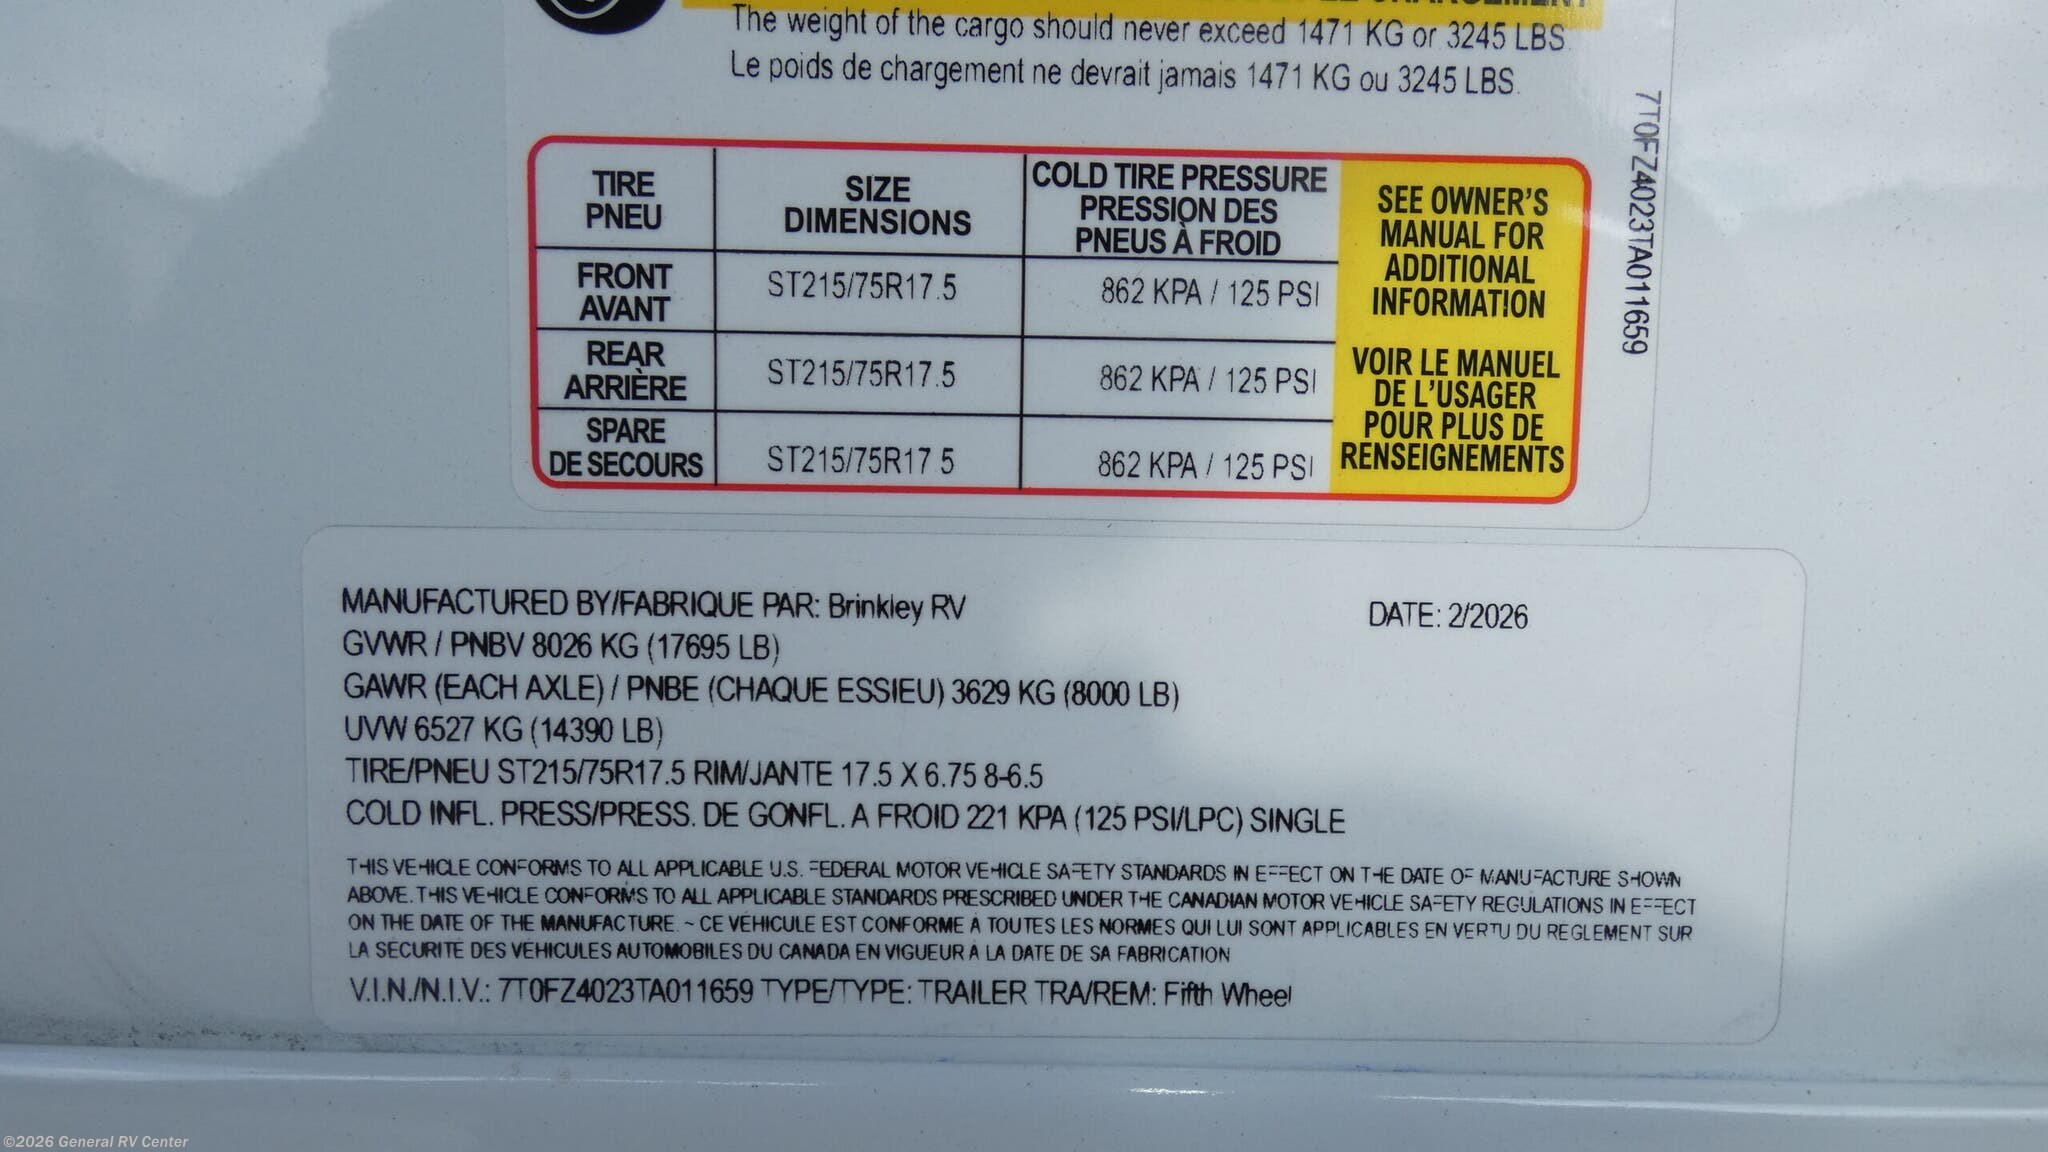 The weight of the cargo should never exceed 1471 KG or 3245 LBS.
Le poids de chargement ne devrait jamais 1471 KG ou 3245 LBS.
TIRE
PNEU
SIZE
DIMENSIONS
COLD TIRE PRESSURE
PRESSION DES
PNEUS À FROID
FRONT
AVANT
ST215/75R17.5
862 KPA / 125 PSI
REAR
ARRIÈRE
ST215/75R17.5
862 KPA / 125 PSI
SPARE
DE SECOURS
ST215/75R17.5
862 KPA / 125 PSI
SEE OWNER'S
MANUAL FOR
ADDITIONAL
INFORMATION
VOIR LE MANUEL
DE L'USAGER
POUR PLUS DE
RENSEIGNEMENTS
7T0FZ4023TA011659
MANUFACTURED BY/FABRIQUE PAR: Brinkley RV
DATE: 2/2026
GVWR / PNBV 8026 KG (17695 LB)
GAWR (EACH AXLE) / PNBE (CHAQUE ESSIEU) 3629 KG (8000 LB)
UVW 6527 KG (14390 LB)
TIRE/PNEU ST215/75R17.5 RIM/JANTE 17.5 X 6.75 8-6.5
COLD INFL. PRESS/PRESS. DE GONFL. A FROID 221 KPA (125 PSI/LPC) SINGLE
THIS VEHICLE CONFORMS TO ALL APPLICABLE U.S. FEDERAL MOTOR VEHICLE SAFETY STANDARDS IN EFFECT ON THE DATE OF MANUFACTURE SHOWN
ABOVE. THIS VEHICLE CONFORMS TO ALL APPLICABLE STANDARDS PRESCRIBED UNDER THE CANADIAN MOTOR VEHICLE SAFETY REGULATIONS IN EFFECT
ON THE DATE OF THE MANUFACTURE. ~ CE VÉHICULE EST CONFORME À TOUTES LES NORMES QUI LUI SONT APPLICABLES EN VERTU DU REGLEMENT SUR
LA SÉCURITÉ DES VÉHICULES AUTOMOBILES DU CANADA EN VIGUEUR À LA DATE DE SA FABRICATION
V.I.N./N.I.V.: 7T0FZ4023TA011659 TYPE/TYPE: TRAILER TRA/REM: Fifth Wheel
©2026 General RV Center